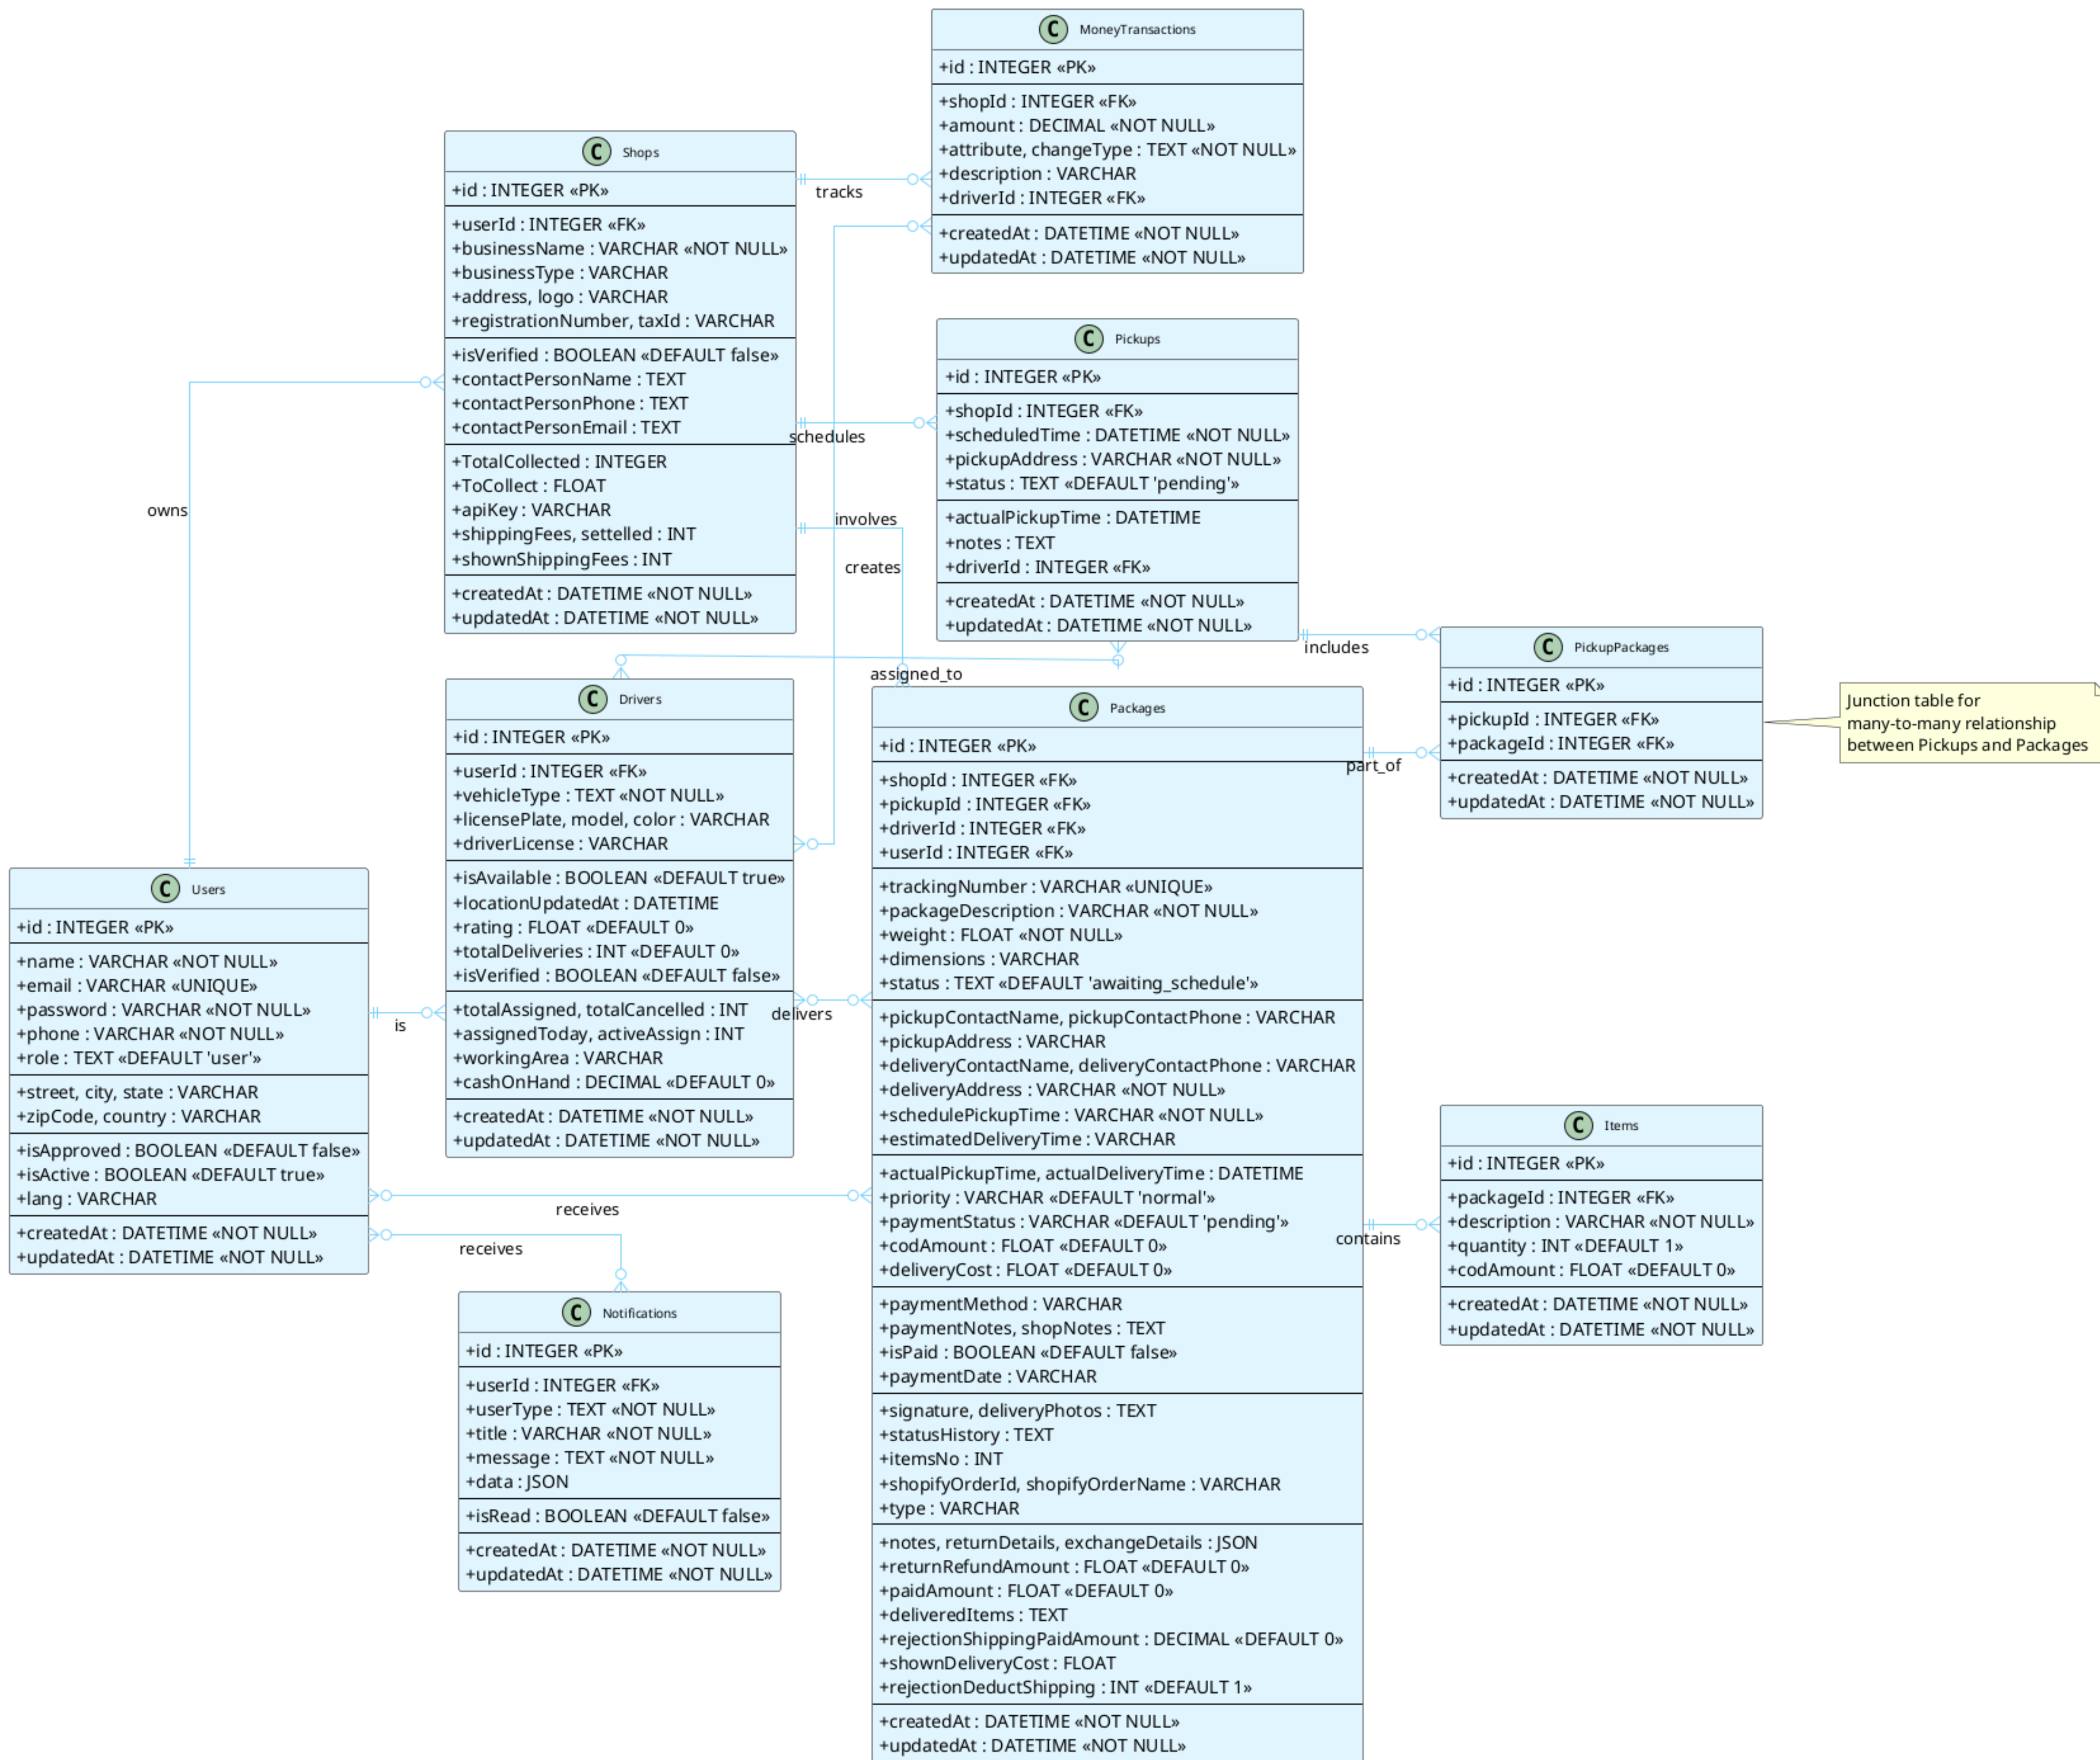 MoneyTransactions
+id : INTEGER «PK»
+shopId : INTEGER «FK»
+amount : DECIMAL «NOT NULL»
+attribute, changeType : TEXT «NOT NULL»
+description : VARCHAR
+driverId : INTEGER «FK»
+createdAt : DATETIME «NOT NULL»
+updatedAt : DATETIME «NOT NULL»
Shops
+id : INTEGER «PK»
+userId : INTEGER «FK»
+businessName : VARCHAR «NOT NULL»
+businessType : VARCHAR
+address, logo : VARCHAR
+registrationNumber, taxId : VARCHAR
+isVerified : BOOLEAN «DEFAULT false»
+contactPersonName : TEXT
+contactPersonPhone : TEXT
+contactPersonEmail : TEXT
+TotalCollected : INTEGER
+ToCollect : FLOAT
+apiKey : VARCHAR
+shippingFees, settelled : INT
+shownShippingFees : INT
+createdAt : DATETIME «NOT NULL»
+updatedAt : DATETIME «NOT NULL»
tracks
schedules
involves
creates
owns
Pickups
+id : INTEGER «PK»
+shopId : INTEGER «FK»
+scheduledTime : DATETIME «NOT NULL»
+pickupAddress : VARCHAR «NOT NULL»
+status : TEXT «DEFAULT 'pending'»
+actualPickupTime : DATETIME
+notes : TEXT
+driverId : INTEGER «FK»
+createdAt : DATETIME «NOT NULL»
+updatedAt : DATETIME «NOT NULL»
includes
assigned_to
PickupPackages
+id : INTEGER «PK»
+pickupId : INTEGER «FK»
+packageId : INTEGER «FK»
+createdAt : DATETIME «NOT NULL»
+updatedAt : DATETIME «NOT NULL»
Junction table for
many-to-many relationship
between Pickups and Packages
part_of
Drivers
+id : INTEGER «PK»
+userId : INTEGER «FK»
+vehicleType : TEXT «NOT NULL»
+licensePlate, model, color : VARCHAR
+driverLicense : VARCHAR
+isAvailable : BOOLEAN «DEFAULT true»
+locationUpdatedAt : DATETIME
+rating : FLOAT «DEFAULT 0»
+totalDeliveries : INT «DEFAULT 0»
+isVerified : BOOLEAN «DEFAULT false»
+totalAssigned, totalCancelled : INT
+assignedToday, activeAssign : INT
+workingArea : VARCHAR
+cashOnHand : DECIMAL «DEFAULT 0»
+createdAt : DATETIME «NOT NULL»
+updatedAt : DATETIME «NOT NULL»
delivers
Packages
+id : INTEGER «PK»
+shopId : INTEGER «FK»
+pickupId : INTEGER «FK»
+driverId : INTEGER «FK»
+userId : INTEGER «FK»
+trackingNumber : VARCHAR «UNIQUE»
+packageDescription : VARCHAR «NOT NULL»
+weight : FLOAT «NOT NULL»
+dimensions : VARCHAR
+status : TEXT «DEFAULT 'awaiting_schedule'»
+pickupContactName, pickupContactPhone : VARCHAR
+pickupAddress : VARCHAR
+deliveryContactName, deliveryContactPhone : VARCHAR
+deliveryAddress : VARCHAR «NOT NULL»
+schedulePickupTime : VARCHAR «NOT NULL»
+estimatedDeliveryTime : VARCHAR
+actualPickupTime, actualDeliveryTime : DATETIME
+priority : VARCHAR «DEFAULT 'normal'»
+paymentStatus : VARCHAR «DEFAULT 'pending'»
+codAmount : FLOAT «DEFAULT 0»
+deliveryCost : FLOAT «DEFAULT 0»
+paymentMethod : VARCHAR
+paymentNotes, shopNotes : TEXT
+isPaid : BOOLEAN «DEFAULT false»
+paymentDate : VARCHAR
+signature, deliveryPhotos : TEXT
+statusHistory : TEXT
+itemsNo : INT
+shopifyOrderId, shopifyOrderName : VARCHAR
+type : VARCHAR
+notes, returnDetails, exchangeDetails : JSON
+returnRefundAmount : FLOAT «DEFAULT 0»
+paidAmount : FLOAT «DEFAULT 0»
+deliveredItems : TEXT
+rejectionShippingPaidAmount : DECIMAL «DEFAULT 0»
+shownDeliveryCost : FLOAT
+rejectionDeductShipping : INT «DEFAULT 1»
+createdAt : DATETIME «NOT NULL»
+updatedAt : DATETIME «NOT NULL»
Users
+id : INTEGER «PK»
+name : VARCHAR «NOT NULL»
+email : VARCHAR «UNIQUE»
+password : VARCHAR «NOT NULL»
+phone : VARCHAR «NOT NULL»
+role : TEXT «DEFAULT 'user'»
+street, city, state : VARCHAR
+zipCode, country : VARCHAR
+isApproved : BOOLEAN «DEFAULT false»
+isActive : BOOLEAN «DEFAULT true»
+lang : VARCHAR
+createdAt : DATETIME «NOT NULL»
+updatedAt : DATETIME «NOT NULL»
is
receives
receives
contains
Items
+id : INTEGER «PK»
+packageId : INTEGER «FK»
+description : VARCHAR «NOT NULL»
+quantity : INT «DEFAULT 1»
+codAmount : FLOAT «DEFAULT 0»
+createdAt : DATETIME «NOT NULL»
+updatedAt : DATETIME «NOT NULL»
Notifications
+id : INTEGER «PK»
+userId : INTEGER «FK»
+userType : TEXT «NOT NULL»
+title : VARCHAR «NOT NULL»
+message : TEXT «NOT NULL»
+data : JSON
+isRead : BOOLEAN «DEFAULT false»
+createdAt : DATETIME «NOT NULL»
+updatedAt : DATETIME «NOT NULL»